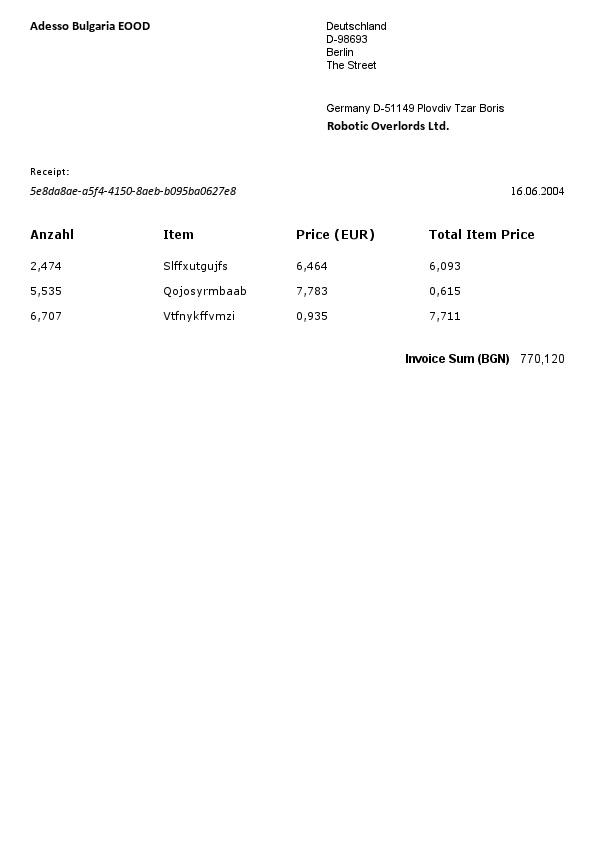 Adesso Bulgaria EOOD
Deutschland
D-98693
Berlin
The Street
Germany D-51149 Plovdiv Tzar Boris
Robotic Overlords Ltd.
Receipt:
5e8da8ae-a5f4-4150-8aeb-b095ba0627e8 16.06.2004
Anzahl Item Price (EUR) Total Item Price
2,474 Slffxutgujfs 6,464 6,093
5,535 Qojosyrmbaab 7,783 0,615
6,707 Vtfnykffvmzi 0,935 7,711
Invoice Sum (BGN) 770,120